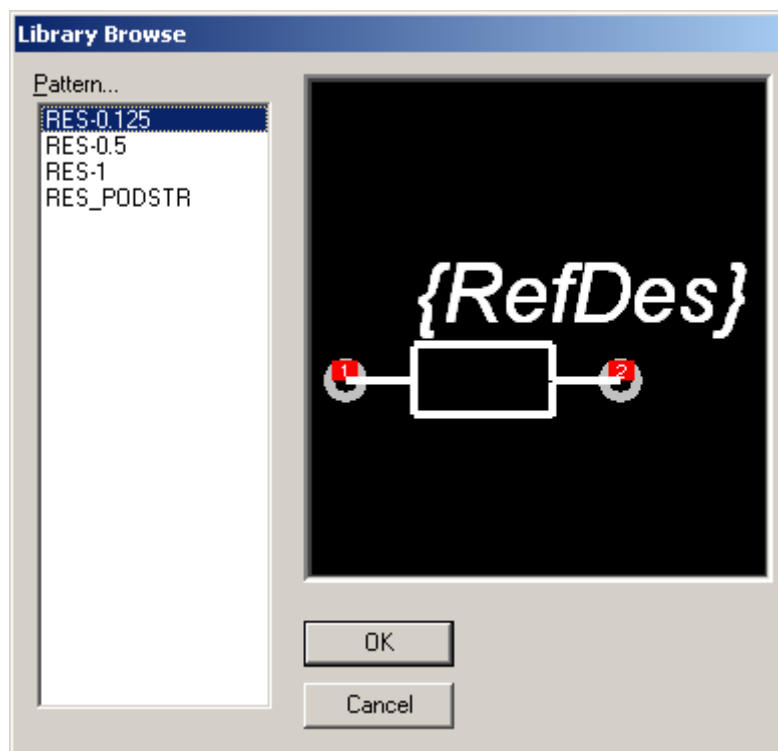 Library Browse
Pattern...
RES-0.125
RES-0.5
RES-1
RES_PODSTR
{RefDes}
1
2
OK
Cancel